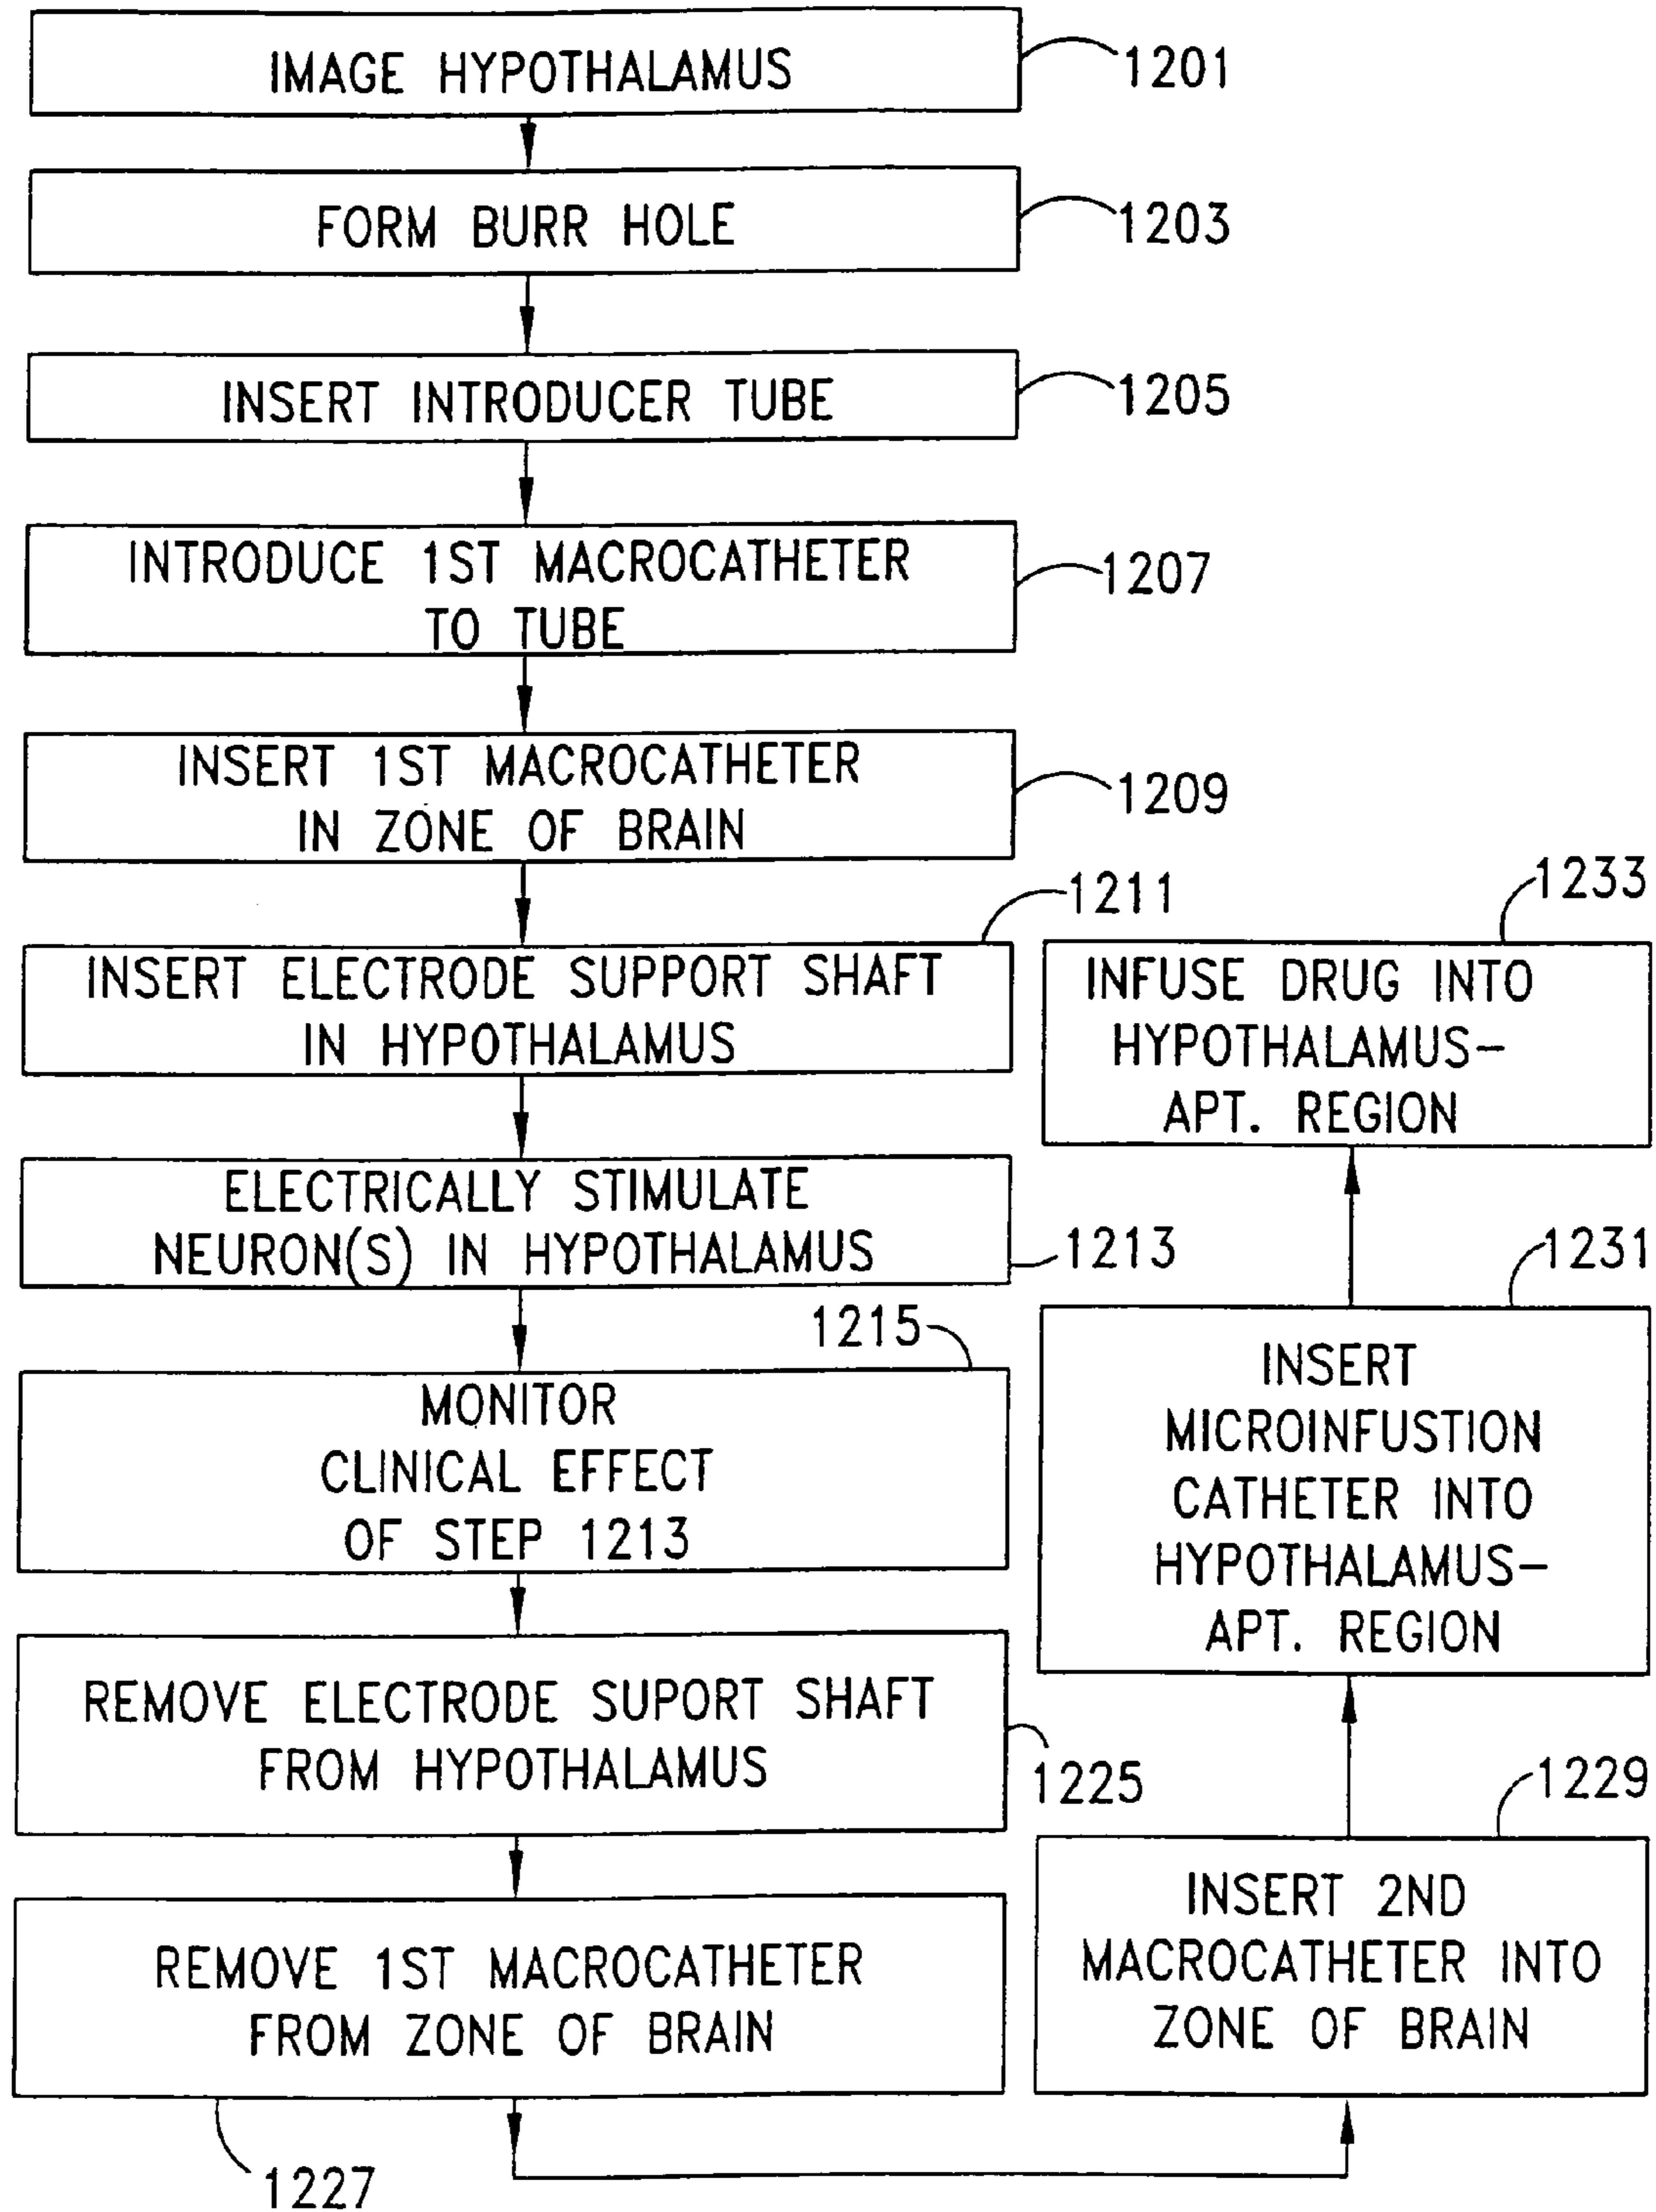 IMAGE HYPOTHALAMUS
1201
FORM BURR HOLE
1203
INSERT INTRODUCER TUBE
1205
INTRODUCE 1ST MACROCATHETER
TO TUBE
1207
INSERT 1ST MACROCATHETER
IN ZONE OF BRAIN
1209
1211
INSERT ELECTRODE SUPPORT SHAFT
IN HYPOTHALAMUS
ELECTRICALLY STIMULATE
NEURON(S) IN HYPOTHALAMUS
1213
1215
MONITOR
CLINICAL EFFECT
OF STEP 1213
REMOVE ELECTRODE SUPORT SHAFT
FROM HYPOTHALAMUS
1225
REMOVE 1ST MACROCATHETER
FROM ZONE OF BRAIN
1227
1229
INSERT 2ND
MACROCATHETER INTO
ZONE OF BRAIN
1231
INSERT
MICROINFUSTION
CATHETER INTO
HYPOTHALAMUS–
APT. REGION
1233
INFUSE DRUG INTO
HYPOTHALAMUS–
APT. REGION